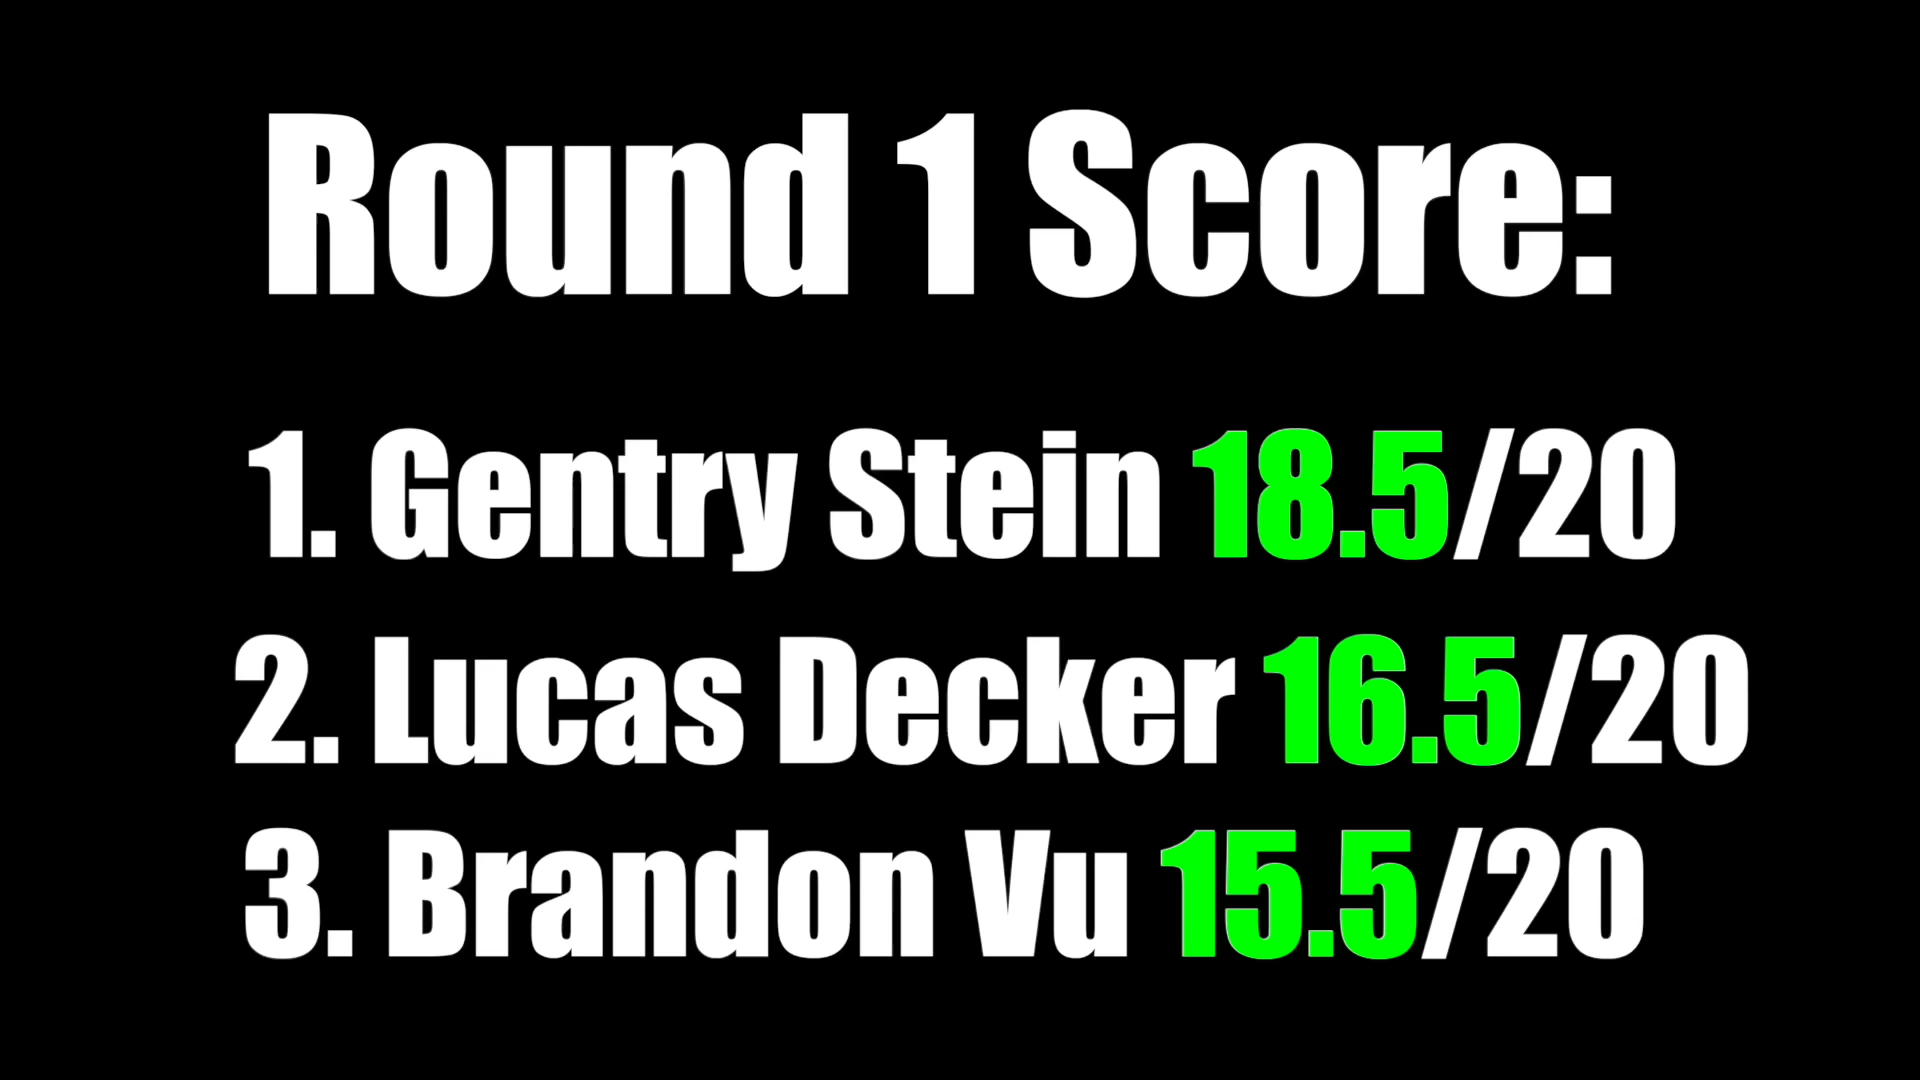 Round 1 Score:
1. Gentry Stein 18.5/20
2. Lucas Decker 16.5/20
3. Brandon Vu 15.5/20